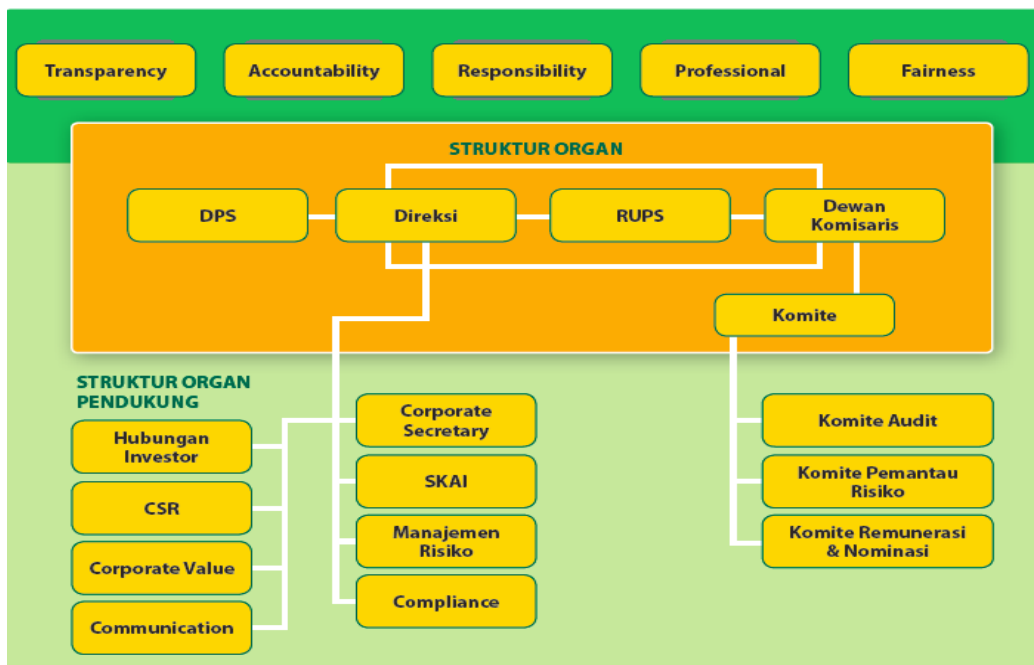 Transparency
Accountability
Responsibility
Professional
Fairness
STRUKTUR ORGAN
DPS
Direksi
RUPS
Dewan
Komisaris
Komite
STRUKTUR ORGAN
PENDUKUNG
Hubungan
Investor
CSR
Corporate Value
Communication
Corporate
Secretary
SKAI
Manajemen
Risiko
Compliance
Komite Audit
Komite Pemantau
Risiko
Komite Remunerasi
& Nominasi